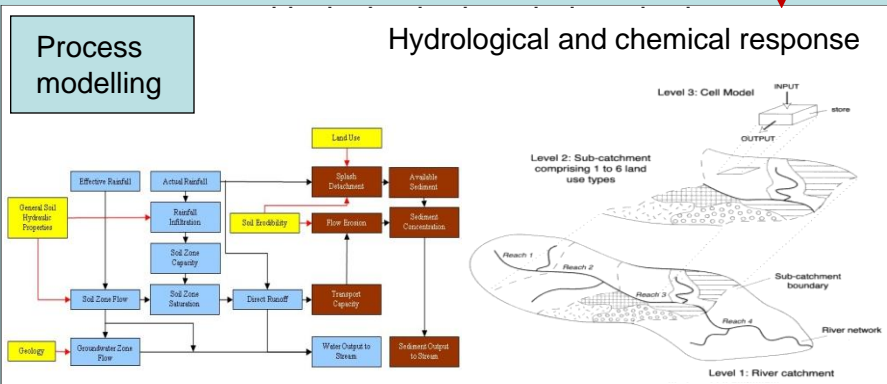 Process
modelling
Hydrological and chemical response
Land Use
Effective Rainfall
Actual Rainfall
Splash
Detachment
Available
Sediment
General Soil
Hydraulic
Properties
Rainfall
Infiltration
Soil Erodibility
Flow Erosion
Sediment
Concentration
Soil Zone
Capacity
Soil Zone Flow
Soil Zone
Saturation
Direct Runoff
Transport
Capacity
Geology
Groundwater Zone
Flow
Water Output to
Stream
Sediment Output
to Stream
Level 3: Cell Model
INPUT
store
OUTPUT
Level 2: Sub-catchment
comprising 1 to 6 land
use types
Reach 1
Reach 2
Reach 3
Sub-catchment
boundary
Reach 4
River network
Level 1: River catchment